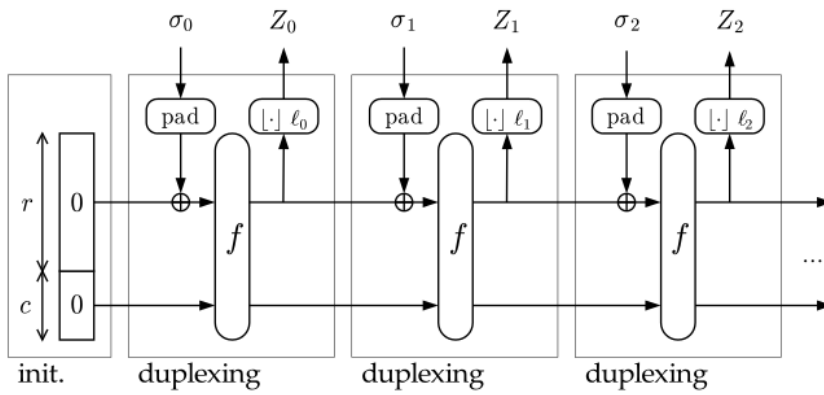 σ₀ Z₀ σ₁ Z₁ σ₂ Z₂
pad ⌊·⌋ ℓ₀ pad ⌊·⌋ ℓ₁ pad ⌊·⌋ ℓ₂
r 0 f f f
c 0 ...
init. duplexing duplexing duplexing